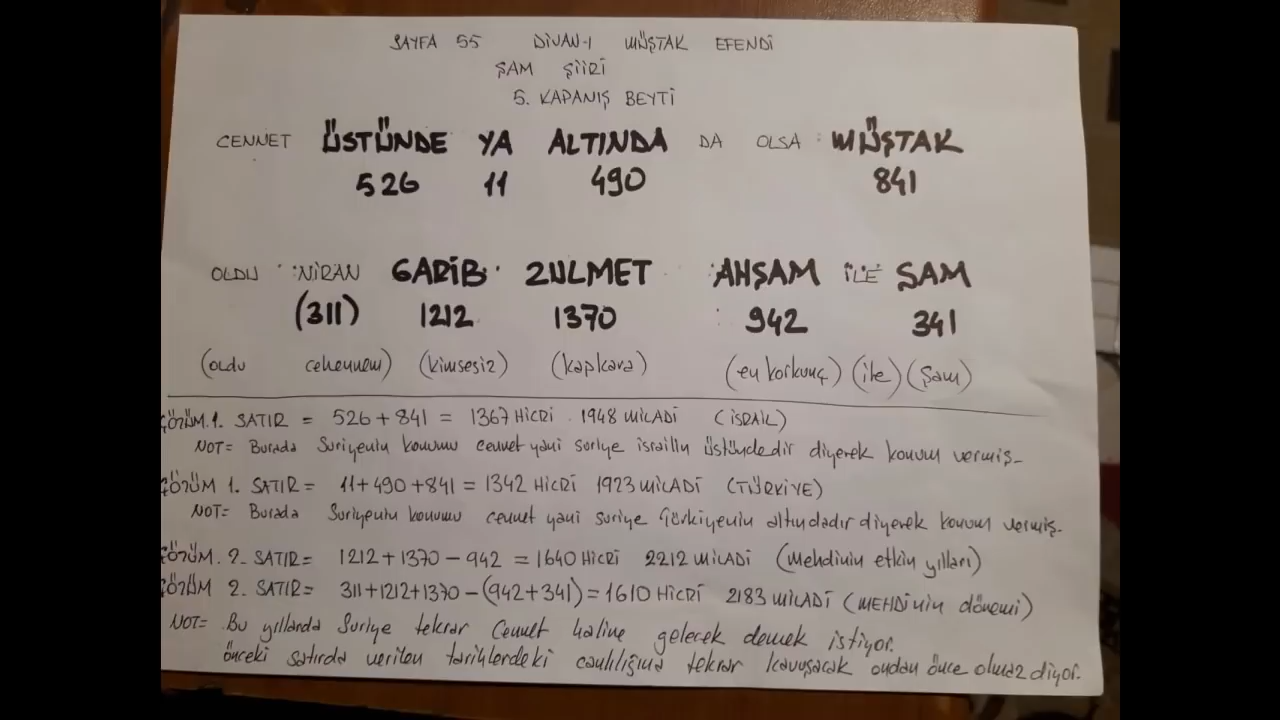 SAYFA 55 DİVAN-I MÜŞTAK EFENDİ
ŞAM ŞİİRİ
5. KAPANIŞ BEYTİ
CENNET ÜSTÜNDE YA ALTINDA DA OLSA MÜŞTAK
526 11 490 841
OLDU NİRAN GARİB ZULMET AHŞAM İLE ŞAM
(311) 1212 1370 942 341
(oldu cehennem) (kimsesiz) (kapkara) (en korkunç) (ile) (Şam)
ÇÖZÜM.1. SATIR = 526 + 841 = 1367 HİCRİ 1948 MİLADİ (İSRAİL)
NOT= Burada Suriyenin konumu cennet yani suriye israilin üstündedir diyerek konum vermiş-
ÇÖZÜM 1. SATIR = 11+490+841 = 1342 HİCRİ 1923 MİLADİ (TÜRKİYE)
NOT= Burada Suriyenin konumu cennet yani suriye Türkiyenin altındadır diyerek konum vermiş-
ÇÖZÜM. 2. SATIR = 1212+1370-942 = 1640 HİCRİ 2212 MİLADİ (Mehdinin etkin yılları)
ÇÖZÜM 2. SATIR= 311+1212+1370-(942+341)=1610 HİCRİ 2183 MİLADİ (MEHDİNİN dönemi)
NOT= Bu yıllarda Suriye tekrar Cennet haline gelecek demek istiyor.
önceki satırda verilen tarihlerdeki canlılığına tekrar kavuşacak ondan önce olmaz diyor.